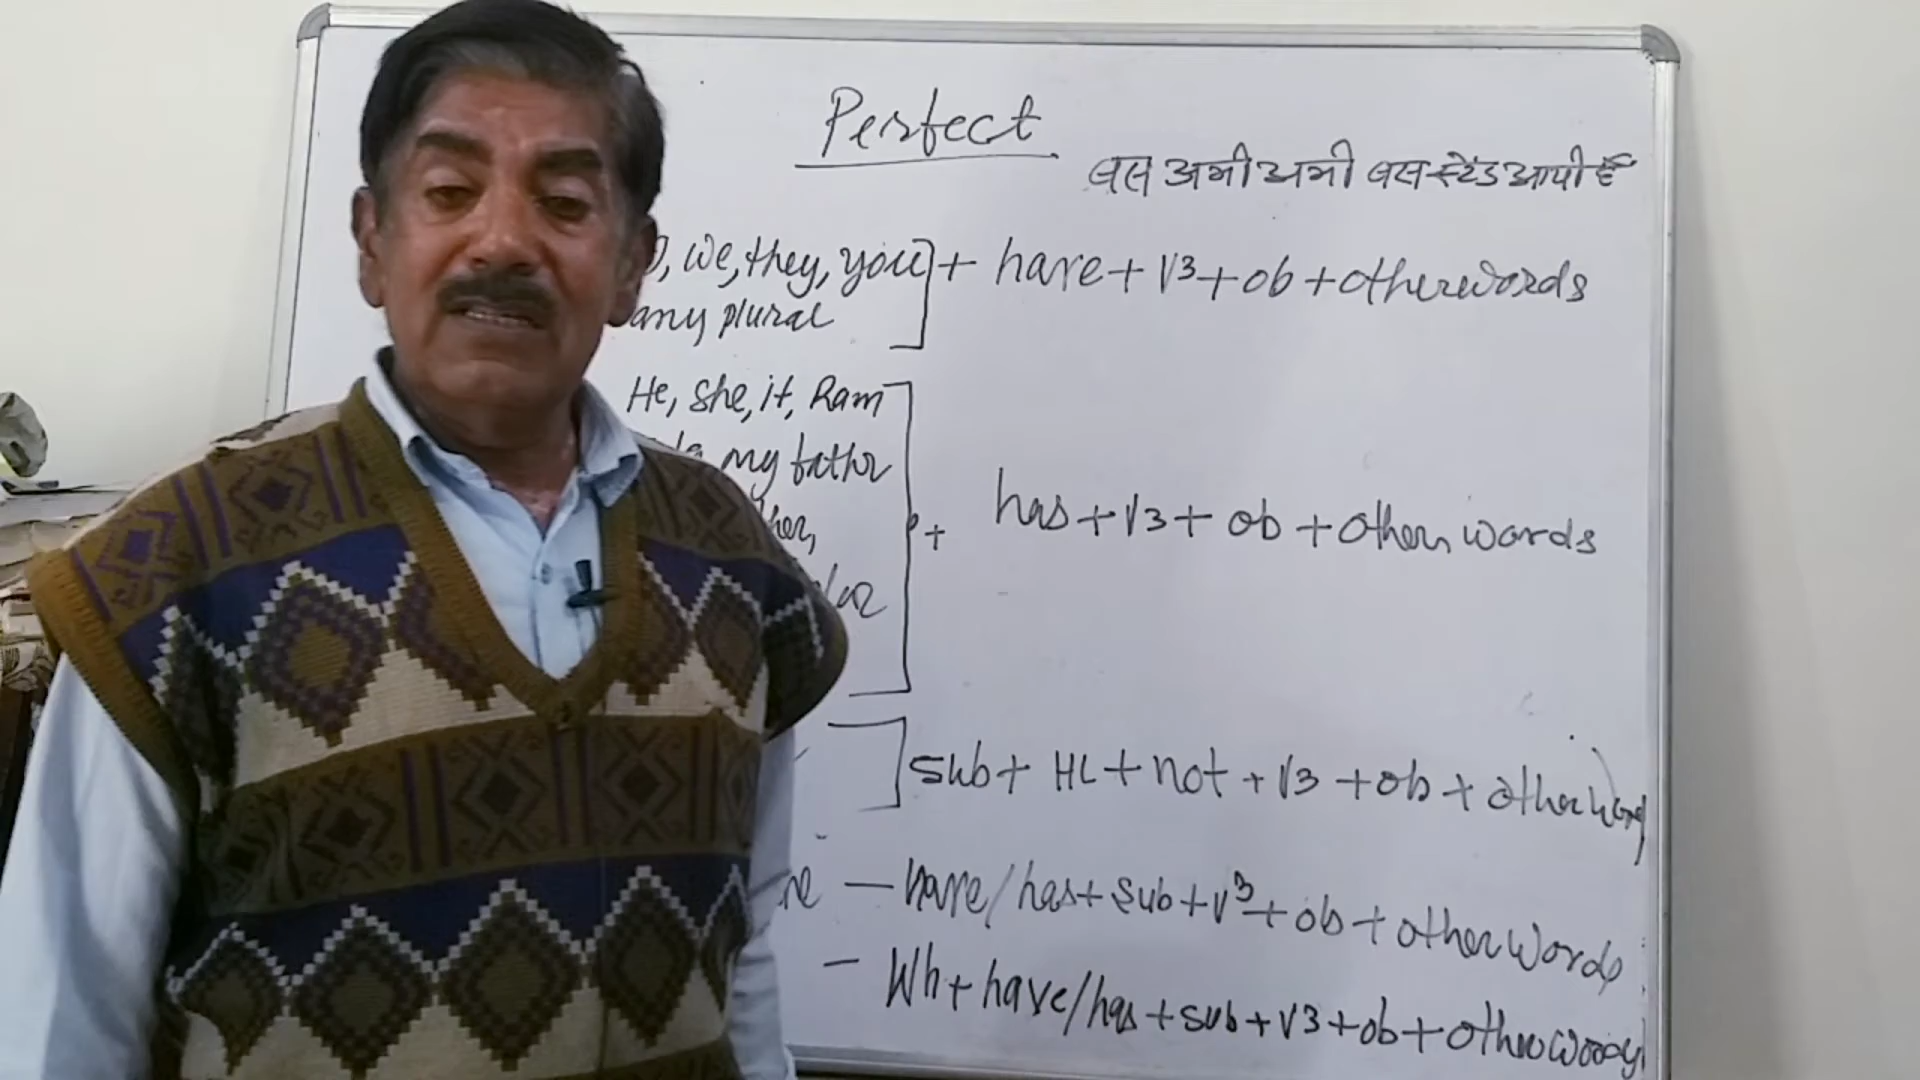 Perfect
बस अभी अभी बस स्टेंड आयी है
, we, they, you + have + V3 + ob + otherwords
any plural
He, she, it, Ram
my father
+ has + V3 + ob + other words
sub + HL + not + V3 + ob + other word
— have/has + sub + V3 + ob + other words
— Wh + have/has + sub + V3 + ob + other words